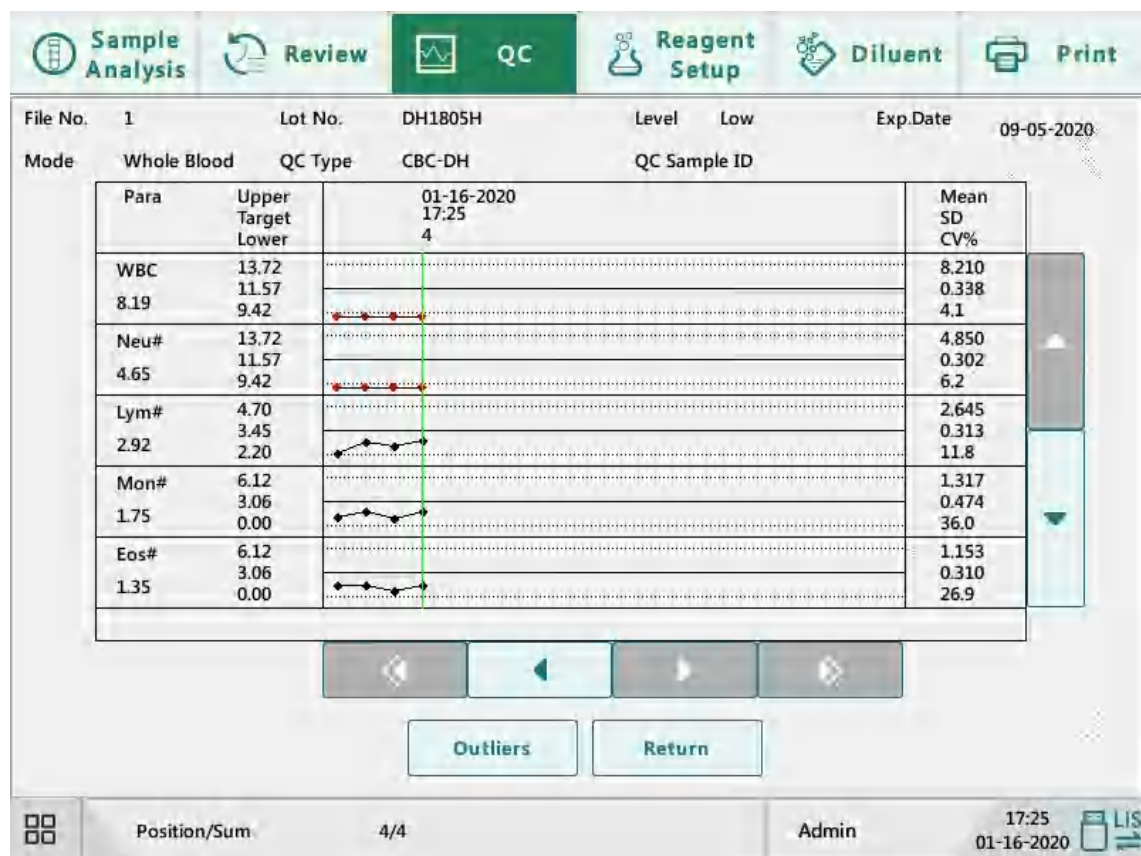 Sample Analysis Review QC Reagent Setup Diluent Print
File No. 1 Lot No. DH1805H Level Low Exp.Date 09-05-2020
Mode Whole Blood QC Type CBC-DH QC Sample ID
Para Upper 01-16-2020 Mean
Target 17:25 SD
Lower 4 CV%
WBC 13.72 8.210
8.19 11.57 0.338
9.42 4.1
Neu# 13.72 4.850
4.65 11.57 0.302
9.42 6.2
Lym# 4.70 2.645
2.92 3.45 0.313
2.20 11.8
Mon# 6.12 1.317
1.75 3.06 0.474
0.00 36.0
Eos# 6.12 1.153
1.35 3.06 0.310
0.00 26.9
Outliers Return
Position/Sum 4/4 Admin 17:25 LIS
01-16-2020